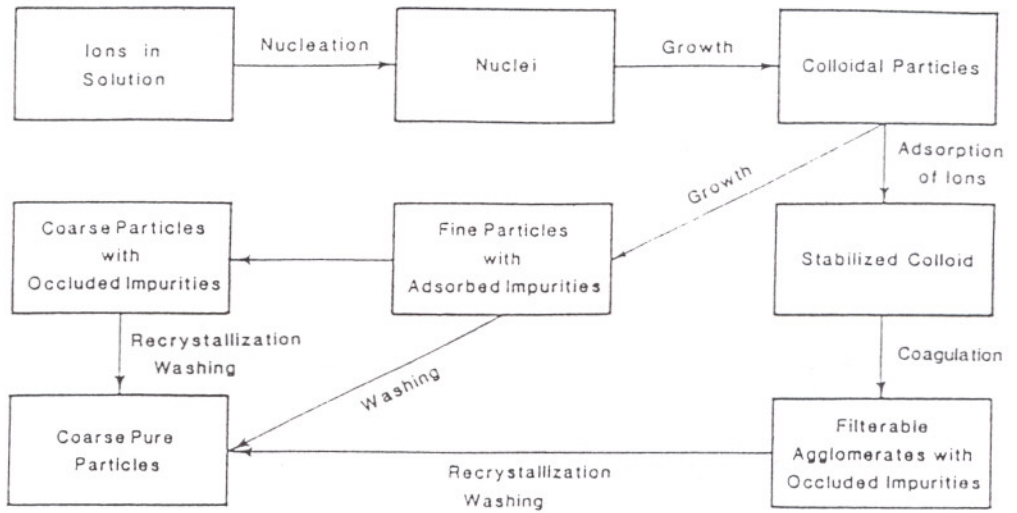 Ions in
Solution
Nucleation
Nuclei
Growth
Colloidal Particles
Adsorption
of Ions
Growth
Coarse Particles
with
Occluded Impurities
Fine Particles
with
Adsorbed Impurities
Stabilized Colloid
Recrystallization
Washing
Washing
Coagulation
Coarse Pure
Particles
Recrystallization
Washing
Filterable
Agglomerates with
Occluded Impurities